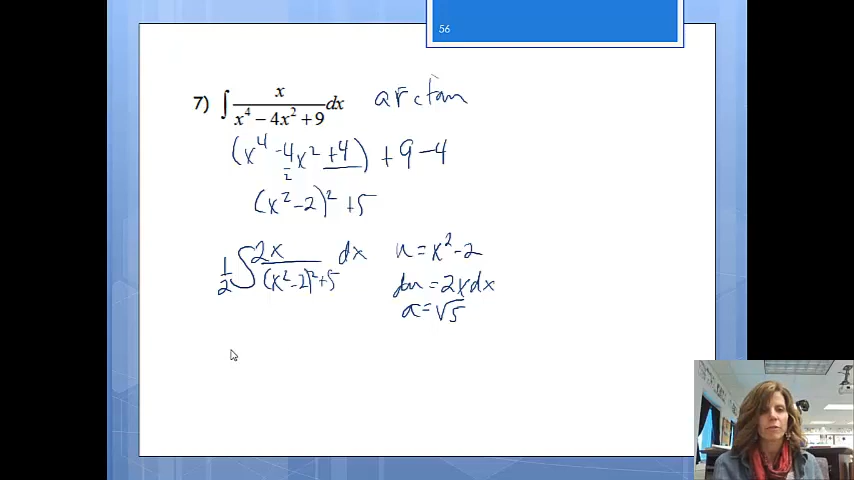 56
7) ∫ x / (x⁴ − 4x² + 9) dx arctan
(x⁴ − 4x² + 4) + 9 − 4
2
(x² − 2)² + 5
1/2 ∫ 2x / ((x² − 2)² + 5) dx u = x² − 2
du = 2x dx
a = √5